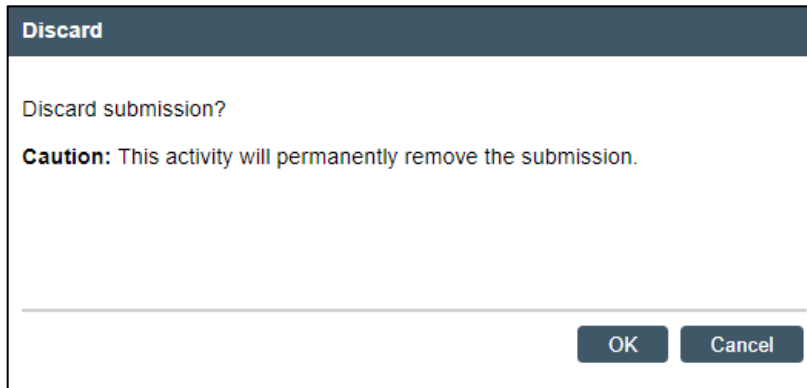 Discard
Discard submission?
Caution: This activity will permanently remove the submission.
OK
Cancel